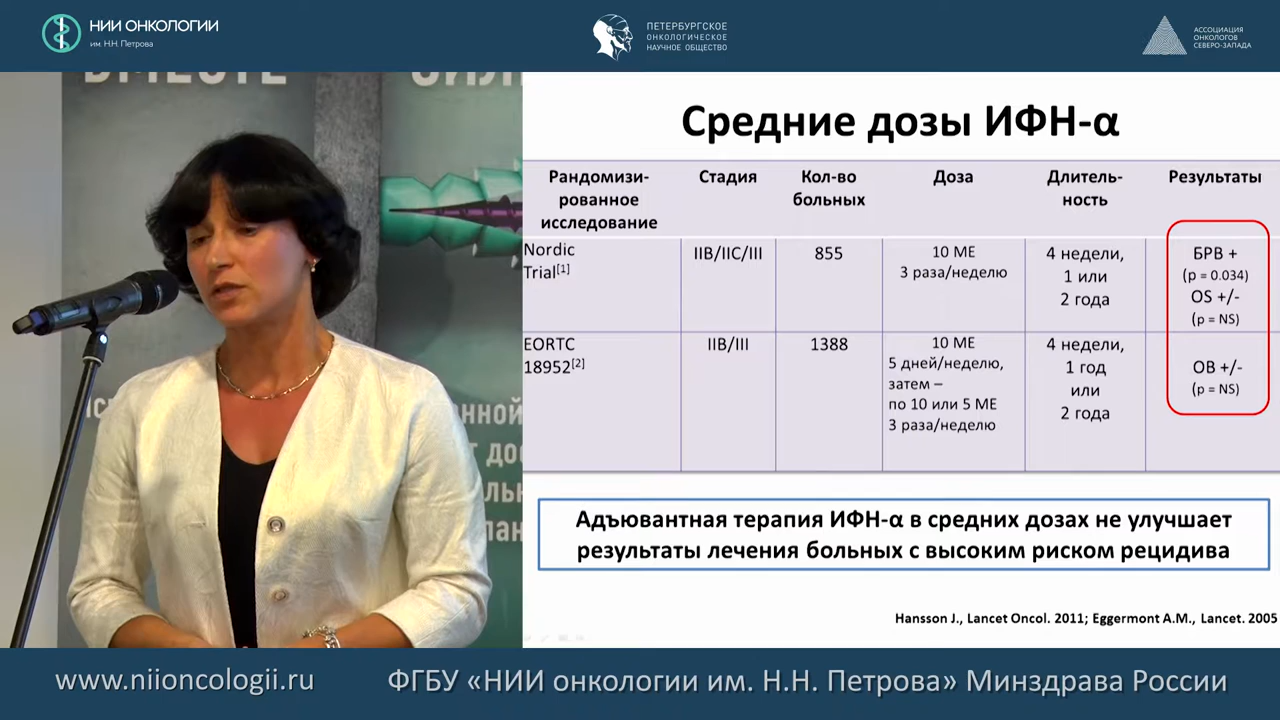 НИИ ОНКОЛОГИИ
им. Н.Н. Петрова
ПЕТЕРБУРГСКОЕ
ОНКОЛОГИЧЕСКОЕ
НАУЧНОЕ ОБЩЕСТВО
АССОЦИАЦИЯ
ОНКОЛОГОВ
СЕВЕРО-ЗАПАДА
ВМЕСТЕ
Средние дозы ИФН-α
Рандомизи-
рованное
исследование
Стадия
Кол-во
больных
Доза
Длитель-
ность
Результаты
Nordic
Trial[1]
IIB/IIC/III
855
10 МЕ
3 раза/неделю
4 недели,
1 или
2 года
БРВ +
(p = 0.034)
OS +/-
(p = NS)
EORTC
18952[2]
IIB/III
1388
10 МЕ
5 дней/неделю,
затем –
по 10 или 5 МЕ
3 раза/неделю
4 недели,
1 год
или
2 года
ОВ +/-
(p = NS)
Адъювантная терапия ИФН-α в средних дозах не улучшает
результаты лечения больных с высоким риском рецидива
Hansson J., Lancet Oncol. 2011; Eggermont A.M., Lancet. 2005
www.niioncologii.ru
ФГБУ «НИИ онкологии им. Н.Н. Петрова» Минздрава России